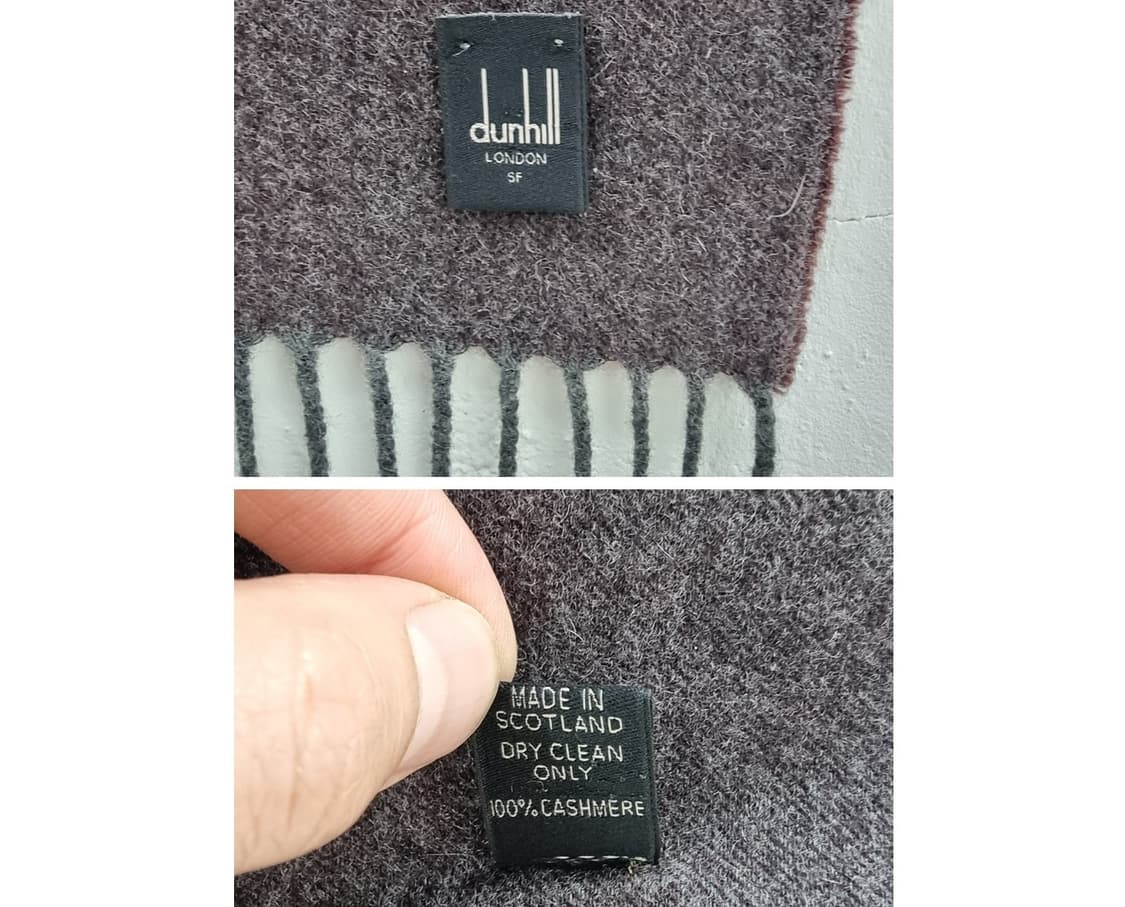 dunhill
LONDON
SF
MADE IN
SCOTLAND
DRY CLEAN
ONLY
100% CASHMERE